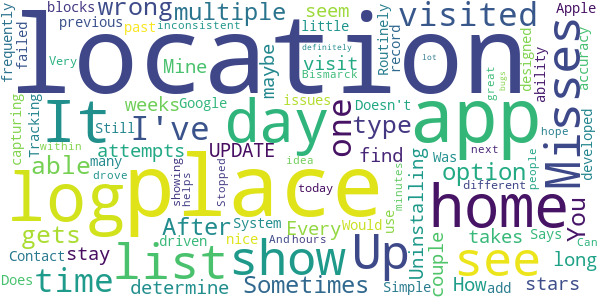 frequently
blocks
previous
failed
wrong
multiple
seem
maybe
little
past
inconsistent
visited
Routinely
record
Apple
designed
ability
accuracy
location
Very
Mine
Google
definitely
visit
Bismarck
lot
great
bugs
capturing
Tracking
It
I've
weeks
issues
Doesn't
day
one
app
Misses
developed
Still
attempts
UPDATE
type
find
Was
within
next
hope
able
many
drove
showing
helps
Stopped
idea
today
minutes
people
option
different
log
place
home
You
gets
After
System
Every
use
Uninstalling
stay
driven
nice
And
hours
Would
couple
takes
Says
Can
long
Contact
list
show
Up
see
time
Does
determine
Sometimes
Simple
How
add
stars